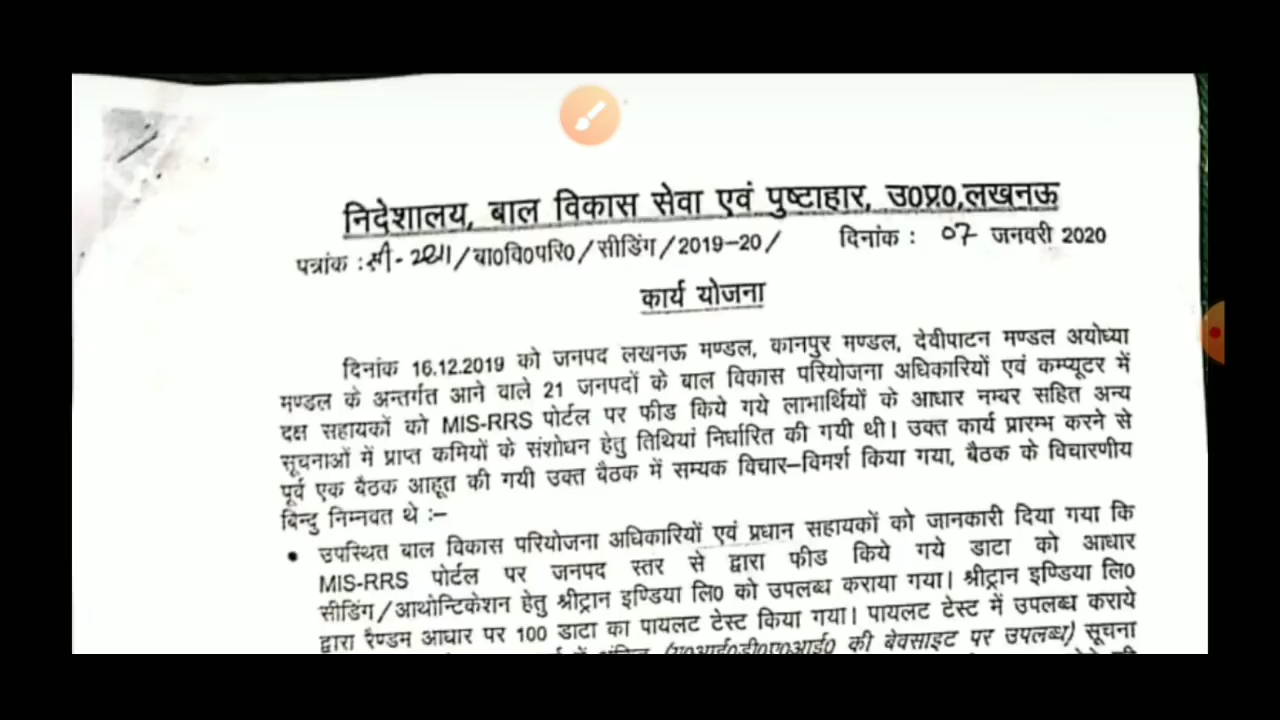 निदेशालय, बाल विकास सेवा एवं पुष्टाहार, उ0प्र0,लखनऊ
पत्रांक : सी- /बा0वि0परि0/सीडिंग/2019-20/ दिनांक : 07 जनवरी 2020
कार्य योजना
दिनांक 16.12.2019 को जनपद लखनऊ मण्डल, कानपुर मण्डल, देवीपाटन मण्डल अयोध्या
मण्डल के अन्तर्गत आने वाले 21 जनपदों के बाल विकास परियोजना अधिकारियों एवं कम्प्यूटर में
दक्ष सहायकों को MIS-RRS पोर्टल पर फीड किये गये लाभार्थियों के आधार नम्बर सहित अन्य
सूचनाओं में प्राप्त कमियों के संशोधन हेतु तिथियां निर्धारित की गयी थी। उक्त कार्य प्रारम्भ करने से
पूर्व एक बैठक आहूत की गयी उक्त बैठक में सम्यक विचार-विमर्श किया गया, बैठक के विचारणीय
बिन्दु निम्नवत थे :-
• उपस्थित बाल विकास परियोजना अधिकारियों एवं प्रधान सहायकों को जानकारी दिया गया कि
MIS-RRS पोर्टल पर जनपद स्तर से द्वारा फीड किये गये डाटा को आधार
सीडिंग/आथोन्टिकेशन हेतु श्रीट्रान इण्डिया लि0 को उपलब्ध कराया गया। श्रीट्रान इण्डिया लि0
द्वारा रैण्डम आधार पर 100 डाटा का पायलट टेस्ट किया गया। पायलट टेस्ट में उपलब्ध कराये
की बेवसाइट पर उपलब्ध) सूचना